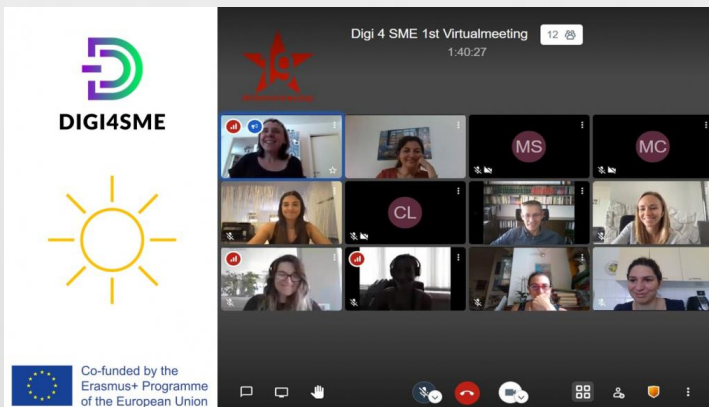 DIGI4SME
Co-funded by the
Erasmus+ Programme
of the European Union
Digi 4 SME 1st Virtualmeeting
12
1:40:27
MS
MC
CL